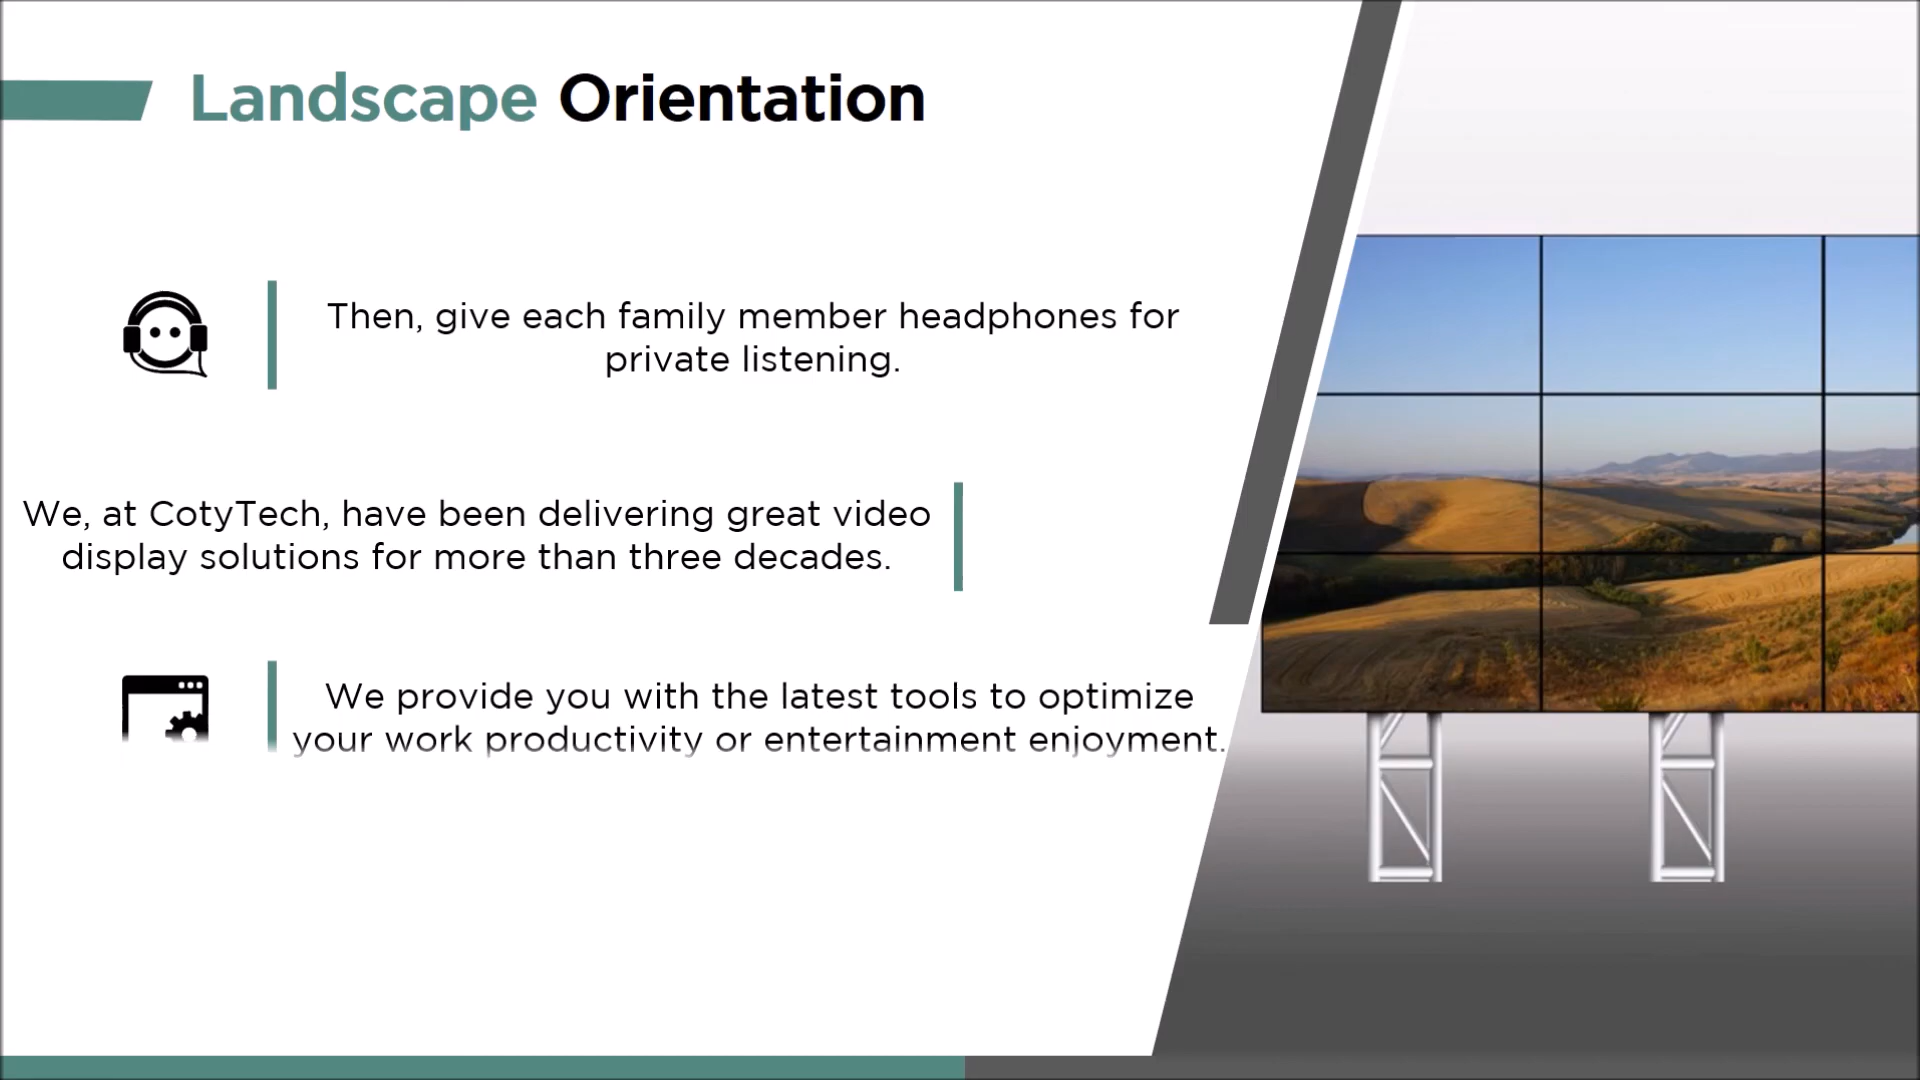 Landscape Orientation
Then, give each family member headphones for
private listening.
We, at CotyTech, have been delivering great video
display solutions for more than three decades.
We provide you with the latest tools to optimize
your work productivity or entertainment enjoyment.